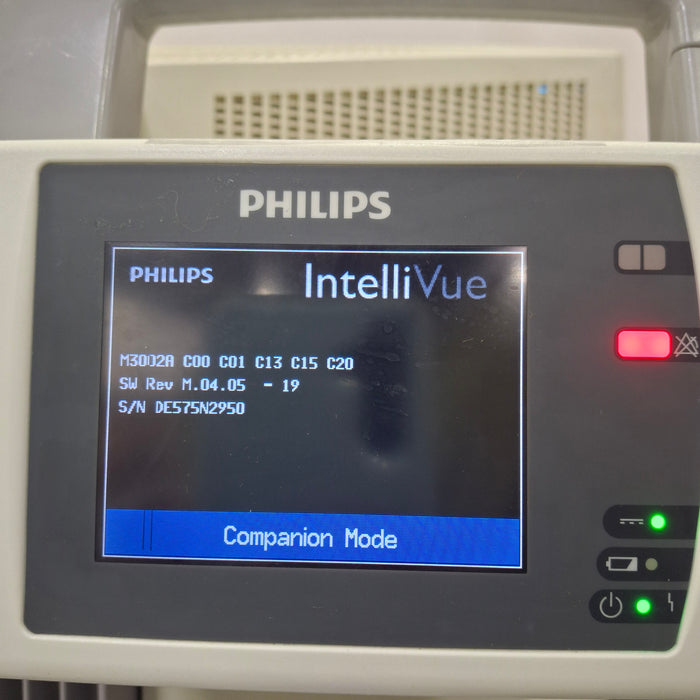 PHILIPS
PHILIPS IntelliVue
M3002A C00 C01 C13 C15 C20
SW Rev M.04.05 - 19
S/N DE575N2950
Companion Mode